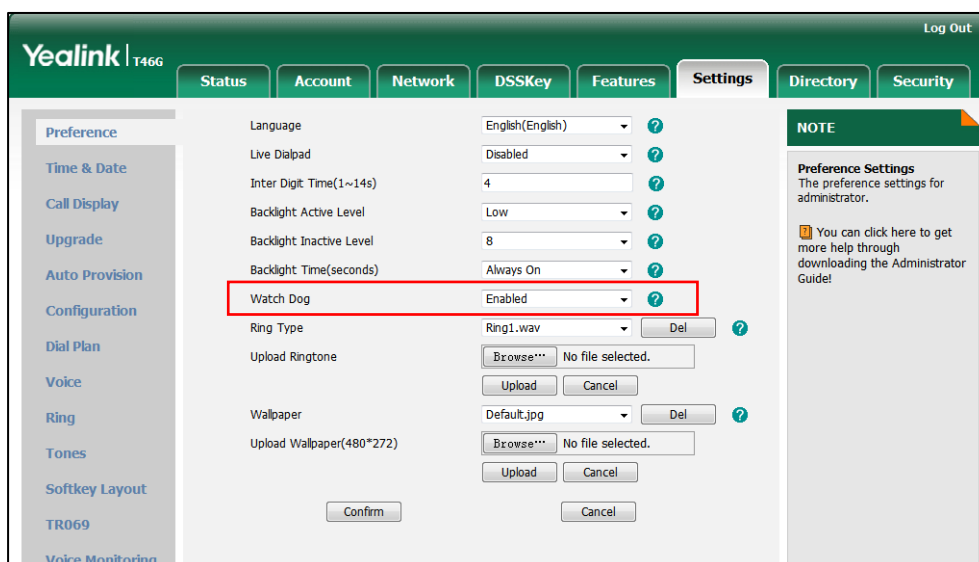 Log Out
Yealink T46G
Status Account Network DSSKey Features Settings Directory Security
Preference
Time & Date
Call Display
Upgrade
Auto Provision
Configuration
Dial Plan
Voice
Ring
Tones
Softkey Layout
TR069
Voice Monitoring
Language English(English) ?
Live Dialpad Disabled ?
Inter Digit Time(1~14s) 4 ?
Backlight Active Level Low ?
Backlight Inactive Level 8 ?
Backlight Time(seconds) Always On ?
Watch Dog Enabled ?
Ring Type Ring1.wav Del ?
Upload Ringtone Browse... No file selected.
Upload Cancel
Wallpaper Default.jpg Del ?
Upload Wallpaper(480*272) Browse... No file selected.
Upload Cancel
Confirm Cancel
NOTE
Preference Settings
The preference settings for
administrator.
? You can click here to get
more help through
downloading the Administrator
Guide!